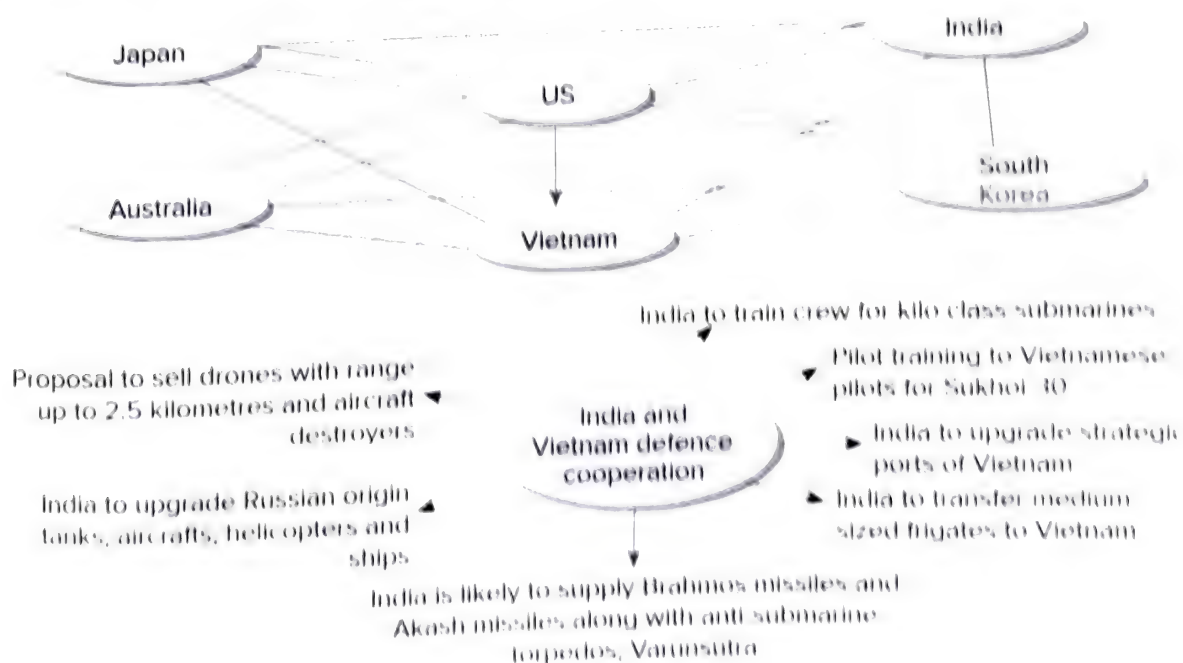 Japan
India
US
South
Korea
Australia
Vietnam
India to train crew for kilo class submarines
Proposal to sell drones with range
up to 2.5 kilometres and aircraft
destroyers
Pilot training to Vietnamese
pilots for Sukhoi 30
India and
Vietnam defence
cooperation
India to upgrade strategic
ports of Vietnam
India to upgrade Russian origin
tanks, aircrafts, helicopters and
ships
India to transfer medium
sized frigates to Vietnam
India is likely to supply Brahmos missiles and
Akash missiles along with anti submarine
torpedos, Varunsutra